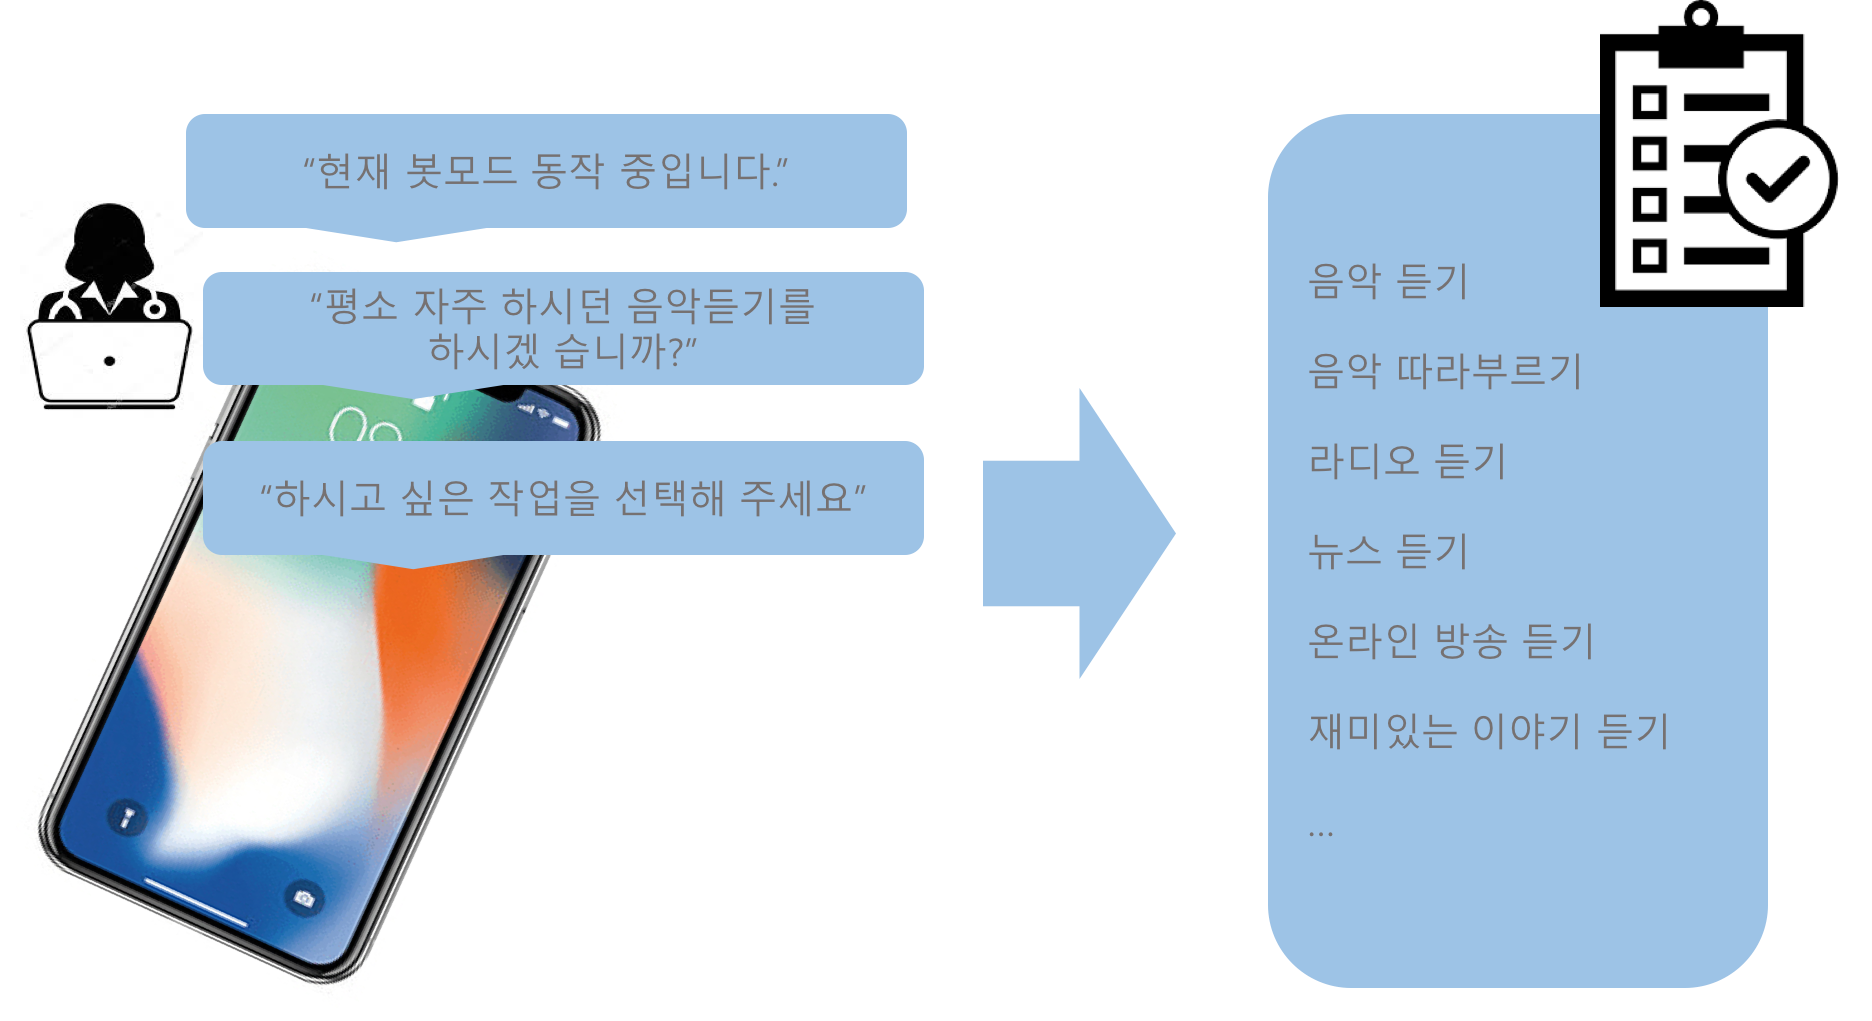 “현재 봇모드 동작 중입니다.”
“평소 자주 하시던 음악듣기를
하시겠 습니까?”
“하시고 싶은 작업을 선택해 주세요”
음악 듣기
음악 따라부르기
라디오 듣기
뉴스 듣기
온라인 방송 듣기
재미있는 이야기 듣기
...